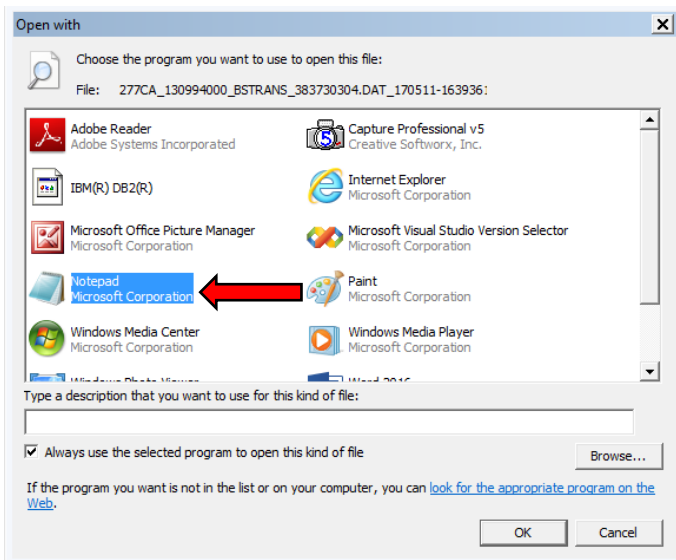 Open with
Choose the program you want to use to open this file:
File: 277CA_130994000_BSTRANS_383730304.DAT_170511-163936
Adobe Reader
Adobe Systems Incorporated
Capture Professional v5
Creative Softworx, Inc.
IBM(R) DB2(R)
Internet Explorer
Microsoft Corporation
Microsoft Office Picture Manager
Microsoft Corporation
Microsoft Visual Studio Version Selector
Microsoft Corporation
Notepad
Microsoft Corporation
Paint
Microsoft Corporation
Windows Media Center
Microsoft Corporation
Windows Media Player
Microsoft Corporation
Windows Photo Viewer
Word 2016
Type a description that you want to use for this kind of file:
Always use the selected program to open this kind of file
Browse...
If the program you want is not in the list or on your computer, you can look for the appropriate program on the
Web.
OK
Cancel